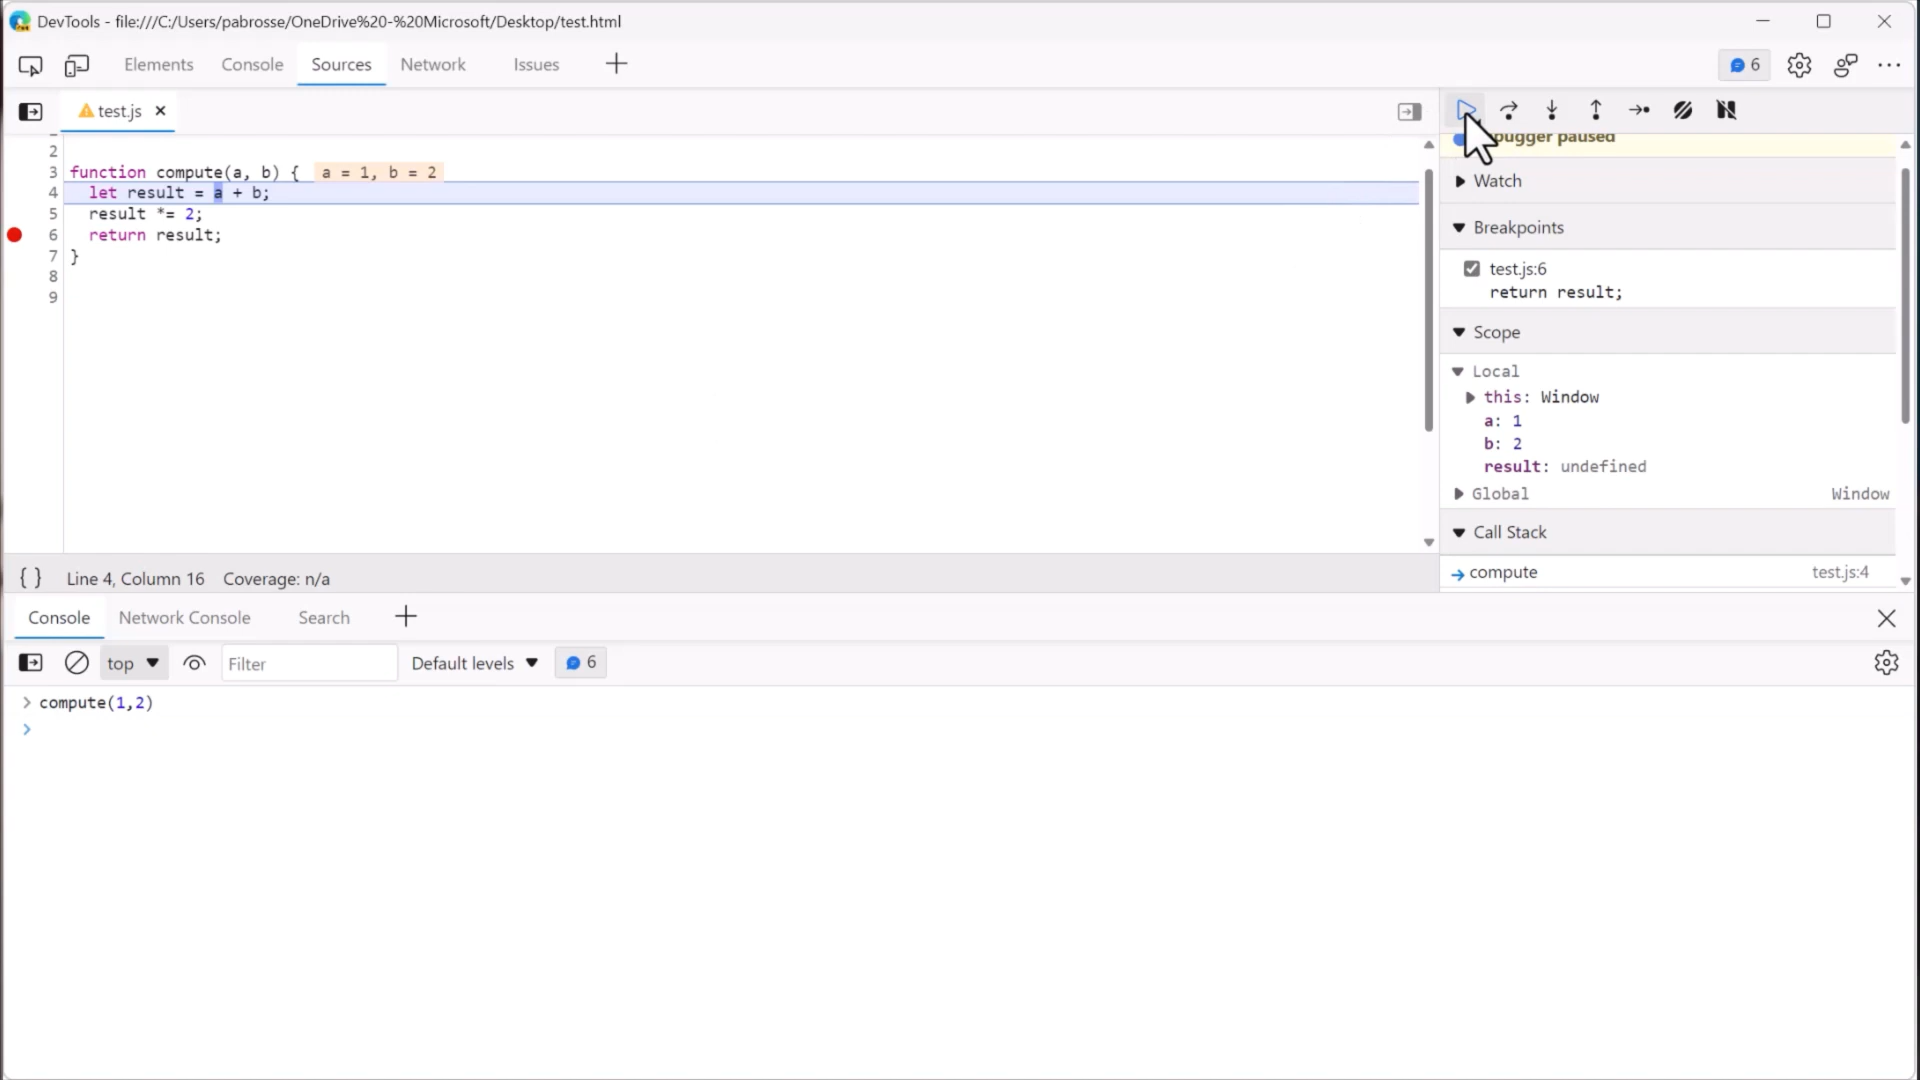 DevTools - file:///C:/Users/pabrosse/OneDrive%20-%20Microsoft/Desktop/test.html
Elements Console Sources Network Issues 6
test.js
paused
2
3 function compute(a, b) { a = 1, b = 2
4 let result = a + b;
5 result *= 2;
6 return result;
7 }
8
9
Watch
Breakpoints
test.js:6
return result;
Scope
Local
this: Window
a: 1
b: 2
result: undefined
Global Window
Call Stack
compute test.js:4
{ } Line 4, Column 16 Coverage: n/a
Console Network Console Search
top Filter Default levels 6
> compute(1,2)
>